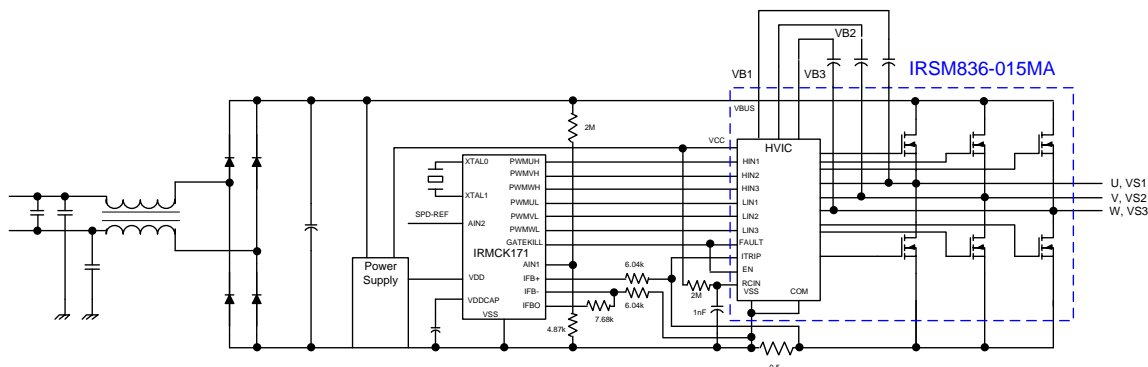 VB2
VB1
VB3
IRSM836-015MA
VBUS
2M
VCC
HVIC
XTAL0
PWMUH
HIN1
PWMVH
HIN2
XTAL1
PWMWH
HIN3
U, VS1
PWMUL
LIN1
V, VS2
SPD-REF
AIN2
PWMVL
LIN2
W, VS3
PWMWL
LIN3
GATEKILL
FAULT
IRMCK171
AIN1
ITRIP
Power
Supply
VDD
IFB+
6.04k
EN
IFB-
2M
RCIN
VDDCAP
IFBO
6.04k
VSS
COM
VSS
7.68k
1nF
4.87k